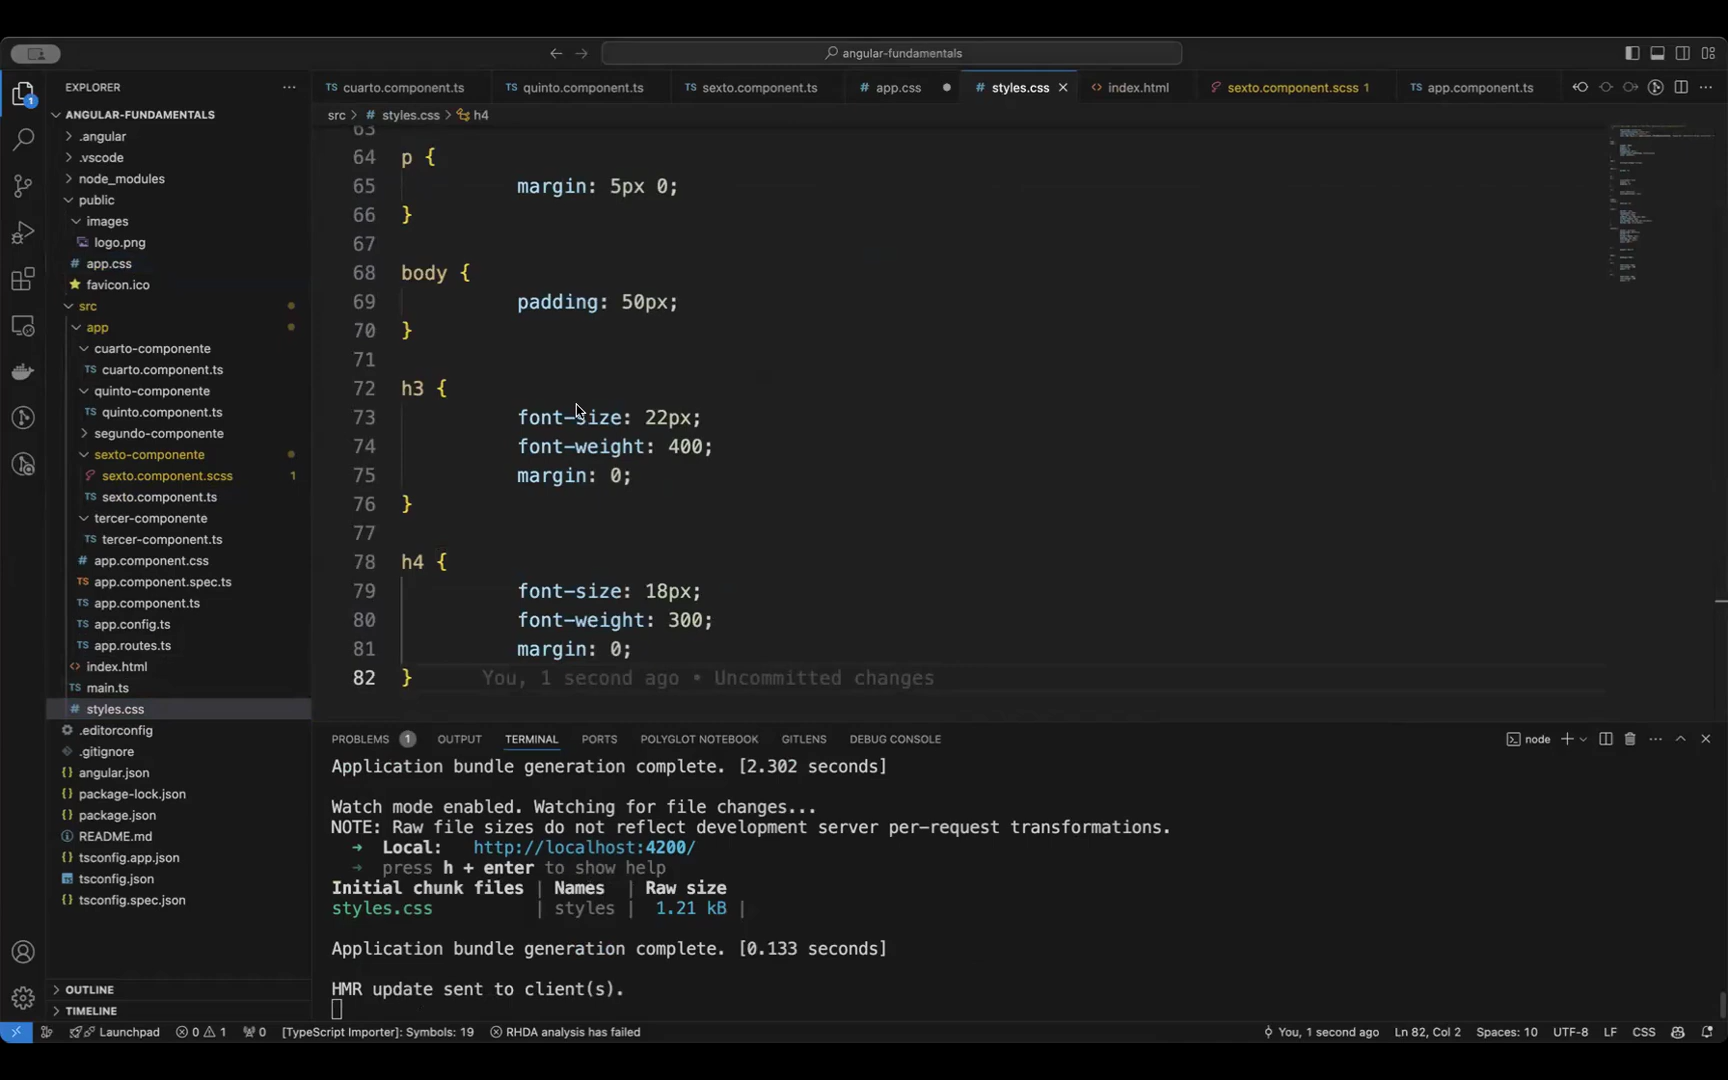 angular-fundamentals
EXPLORER
cuarto.component.ts
quinto.component.ts
sexto.component.ts
app.css
styles.css
index.html
sexto.component.scss 1
app.component.ts
src > styles.css > h4
ANGULAR-FUNDAMENTALS
.angular
.vscode
node_modules
public
images
logo.png
app.css
favicon.ico
src
app
cuarto-componente
cuarto.component.ts
quinto-componente
quinto.component.ts
segundo-componente
sexto-componente
sexto.component.scss 1
sexto.component.ts
tercer-componente
tercer.component.ts
app.component.css
app.component.spec.ts
app.component.ts
app.config.ts
app.routes.ts
index.html
main.ts
styles.css
.editorconfig
.gitignore
angular.json
package-lock.json
package.json
README.md
tsconfig.app.json
tsconfig.json
tsconfig.spec.json
OUTLINE
TIMELINE
63
64 p {
65 margin: 5px 0;
66 }
67
68 body {
69 padding: 50px;
70 }
71
72 h3 {
73 font-size: 22px;
74 font-weight: 400;
75 margin: 0;
76 }
77
78 h4 {
79 font-size: 18px;
80 font-weight: 300;
81 margin: 0;
82 } You, 1 second ago • Uncommitted changes
PROBLEMS 1 OUTPUT TERMINAL PORTS POLYGLOT NOTEBOOK GITLENS DEBUG CONSOLE
node
Application bundle generation complete. [2.302 seconds]
Watch mode enabled. Watching for file changes...
NOTE: Raw file sizes do not reflect development server per-request transformations.
➜ Local: http://localhost:4200/
➜ press h + enter to show help
Initial chunk files | Names | Raw size
styles.css | styles | 1.21 kB |
Application bundle generation complete. [0.133 seconds]
HMR update sent to client(s).
Launchpad 0 1 0 [TypeScript Importer]: Symbols: 19 RHDA analysis has failed You, 1 second ago Ln 82, Col 2 Spaces: 10 UTF-8 LF CSS